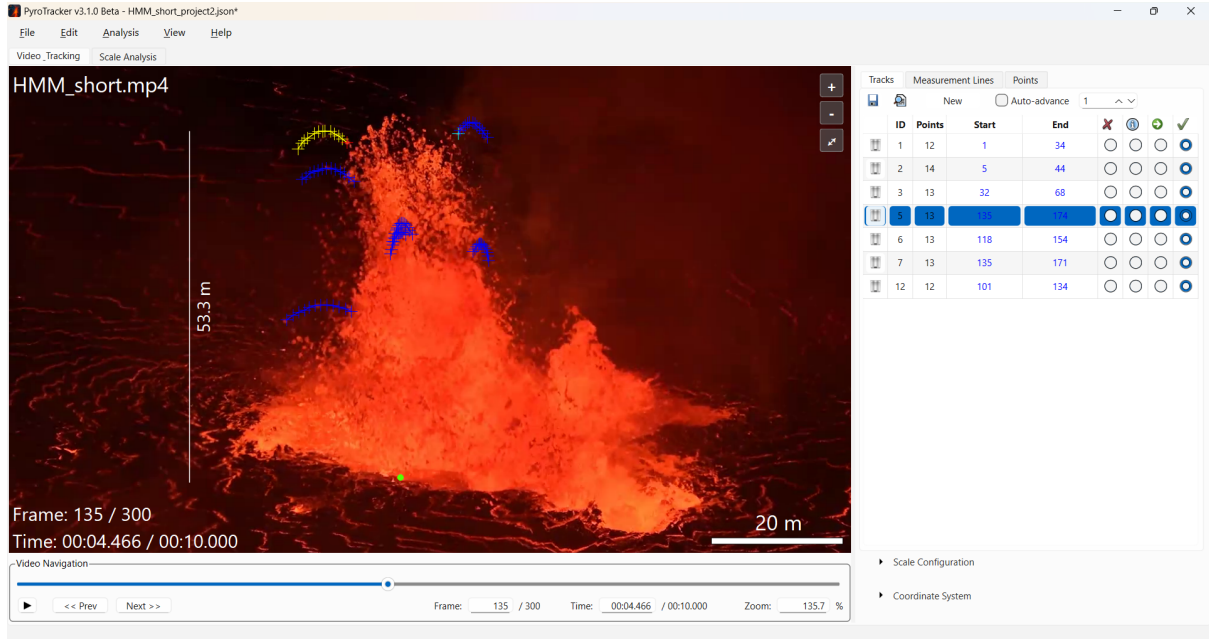 PyroTracker v3.1.0 Beta - HMM_short_project2.json*
File Edit Analysis View Help
Video_Tracking Scale Analysis
HMM_short.mp4
+
-
53.3 m
Frame: 135 / 300
Time: 00:04.466 / 00:10.000
20 m
Video Navigation
<< Prev Next >> Frame: 135 / 300 Time: 00:04.466 / 00:10.000 Zoom: 135.7 %
Tracks Measurement Lines Points
New Auto-advance 1
ID Points Start End
1 12 1 34
2 14 5 44
3 13 32 68
5 13 135 174
6 13 118 154
7 13 135 171
12 12 101 134
Scale Configuration
Coordinate System